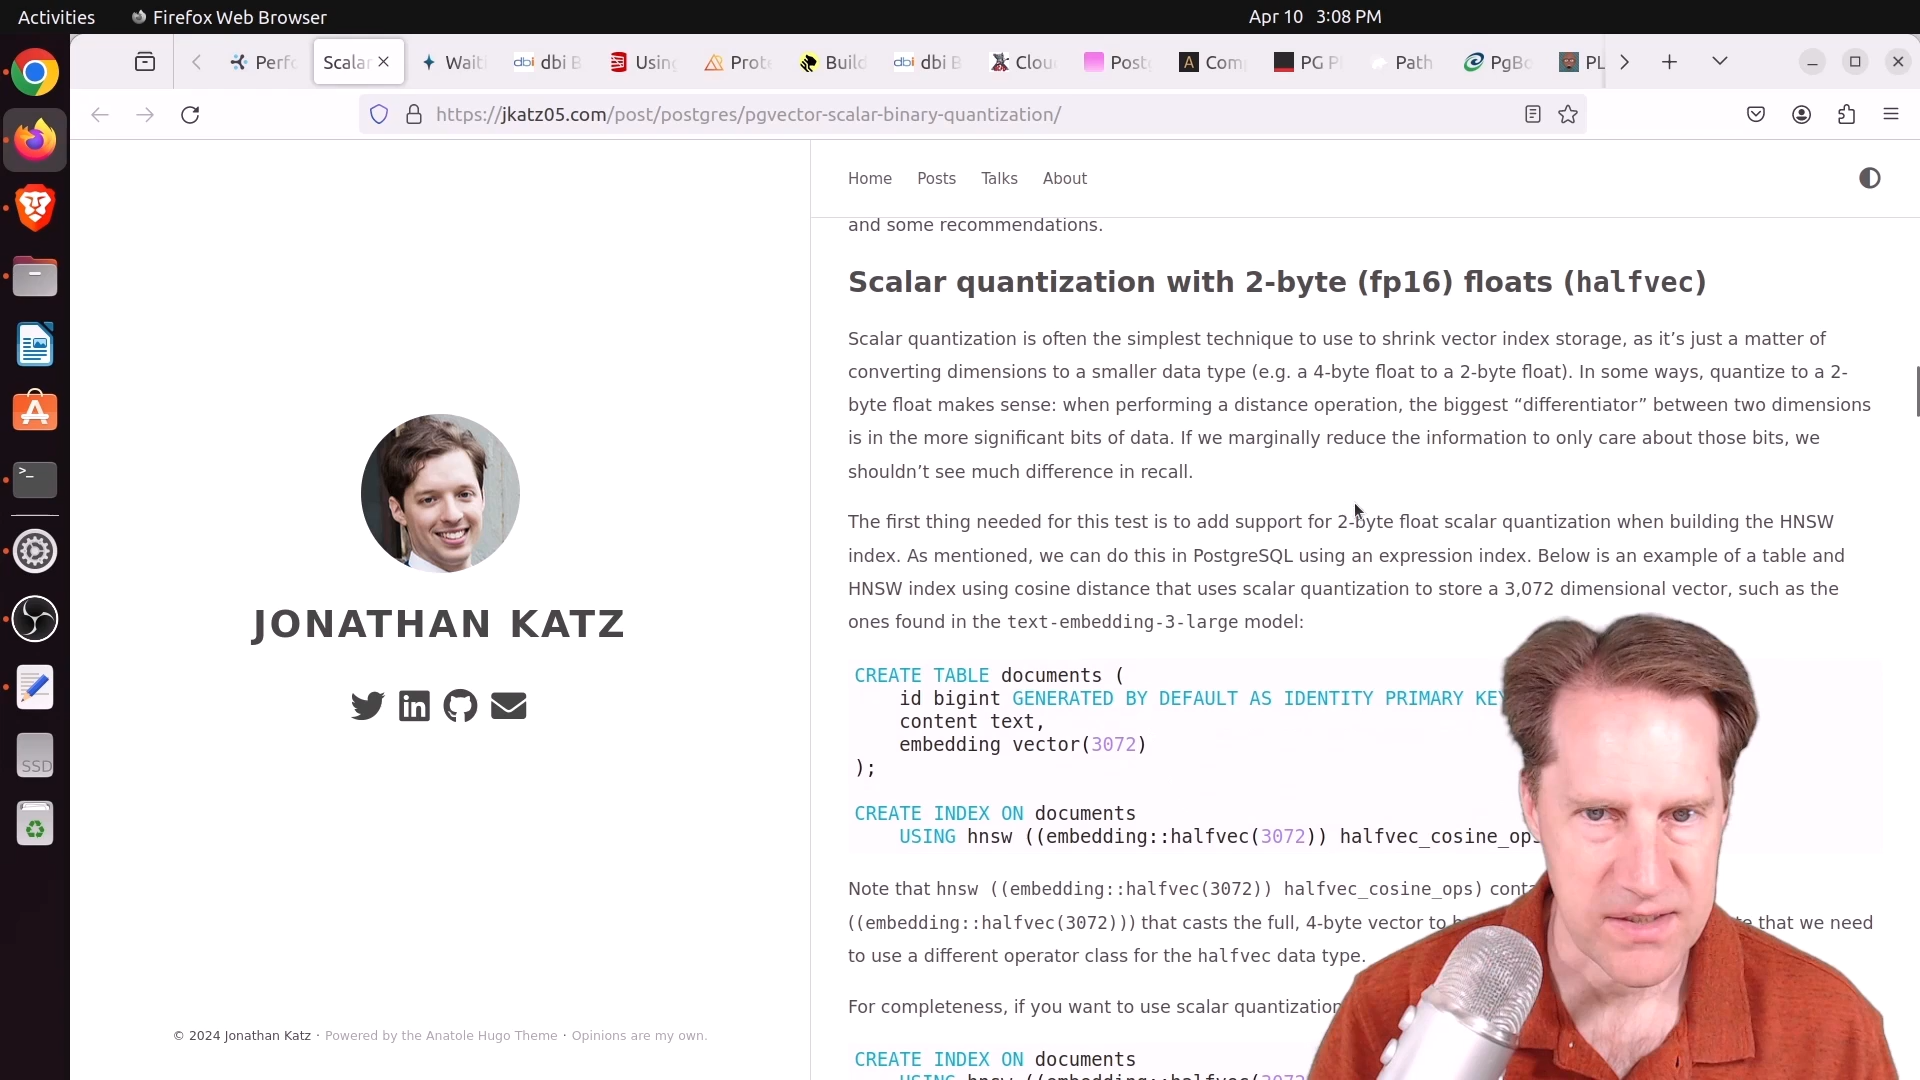 Activities
Firefox Web Browser
Apr 10 3:08 PM
Perfo
Scalar
Wait
dbi B
Using
Prote
Build
dbi B
Clou
Postg
Com
PG P
Path
PgBo
PL
https://jkatz05.com/post/postgres/pgvector-scalar-binary-quantization/
Home Posts Talks About
and some recommendations.
Scalar quantization with 2-byte (fp16) floats (halfvec)
Scalar quantization is often the simplest technique to use to shrink vector index storage, as it’s just a matter of
converting dimensions to a smaller data type (e.g. a 4-byte float to a 2-byte float). In some ways, quantize to a 2-
byte float makes sense: when performing a distance operation, the biggest “differentiator” between two dimensions
is in the more significant bits of data. If we marginally reduce the information to only care about those bits, we
shouldn’t see much difference in recall.
The first thing needed for this test is to add support for 2-byte float scalar quantization when building the HNSW
index. As mentioned, we can do this in PostgreSQL using an expression index. Below is an example of a table and
HNSW index using cosine distance that uses scalar quantization to store a 3,072 dimensional vector, such as the
ones found in the text-embedding-3-large model:
CREATE TABLE documents (
id bigint GENERATED BY DEFAULT AS IDENTITY PRIMARY KEY
content text,
embedding vector(3072)
);
CREATE INDEX ON documents
USING hnsw ((embedding::halfvec(3072)) halfvec_cosine_ops
Note that hnsw ((embedding::halfvec(3072)) halfvec_cosine_ops)
((embedding::halfvec(3072))) that casts the full, 4-byte vector to
that we need
to use a different operator class for the halfvec data type.
For completeness, if you want to use scalar quantization
CREATE INDEX ON documents
JONATHAN KATZ
© 2024 Jonathan Katz · Powered by the Anatole Hugo Theme · Opinions are my own.
SSD